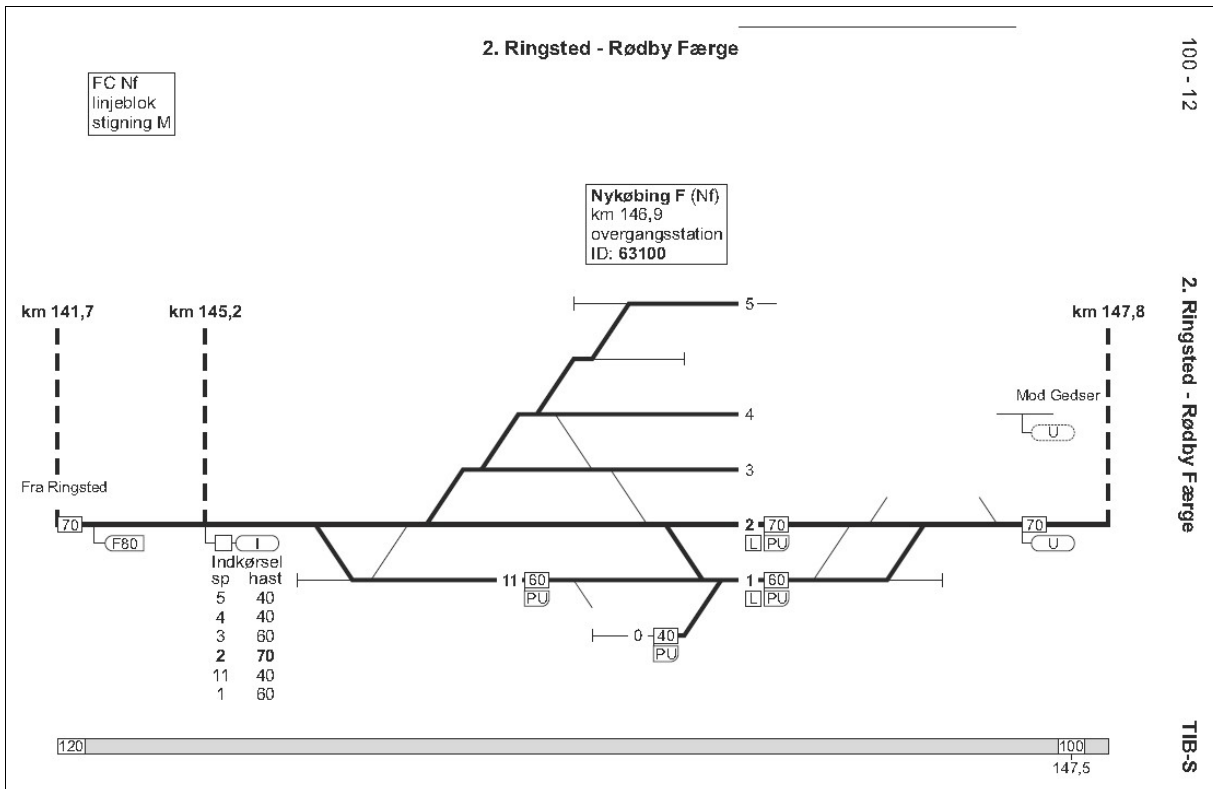 2. Ringsted - Rødby Færge
100 - 12
FC Nf
linjeblok
stigning M
Nykøbing F (Nf)
km 146,9
overgangsstation
ID: 63100
2. Ringsted - Rødby Færge
km 141,7
km 145,2
5
km 147,8
Mod Gedser
U
4
3
Fra Ringsted
70
2
70
70
F80
I
L PU
U
Indkørsel
sp hast
5 40
4 40
3 60
2 70
11 40
1 60
11 60
PU
1 60
L PU
0 40
PU
120
100
147,5
TIB-S